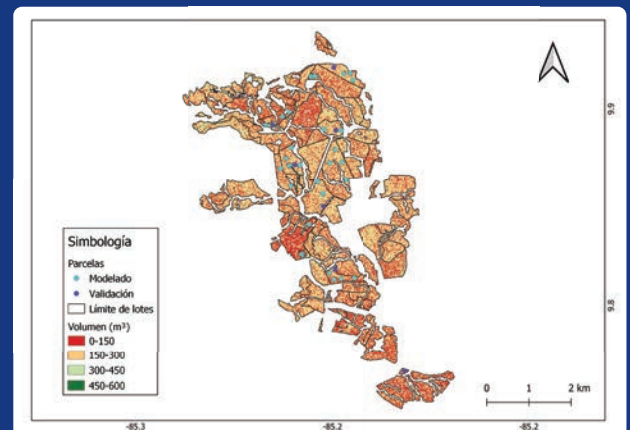 9.9
Simbología
Parcelas
Modelado
Validación
Límite de lotes
Volumen (m³)
0-150
150-300
300-450
450-600
9.8
0 1 2 km
-85.3 -85.2 -85.2